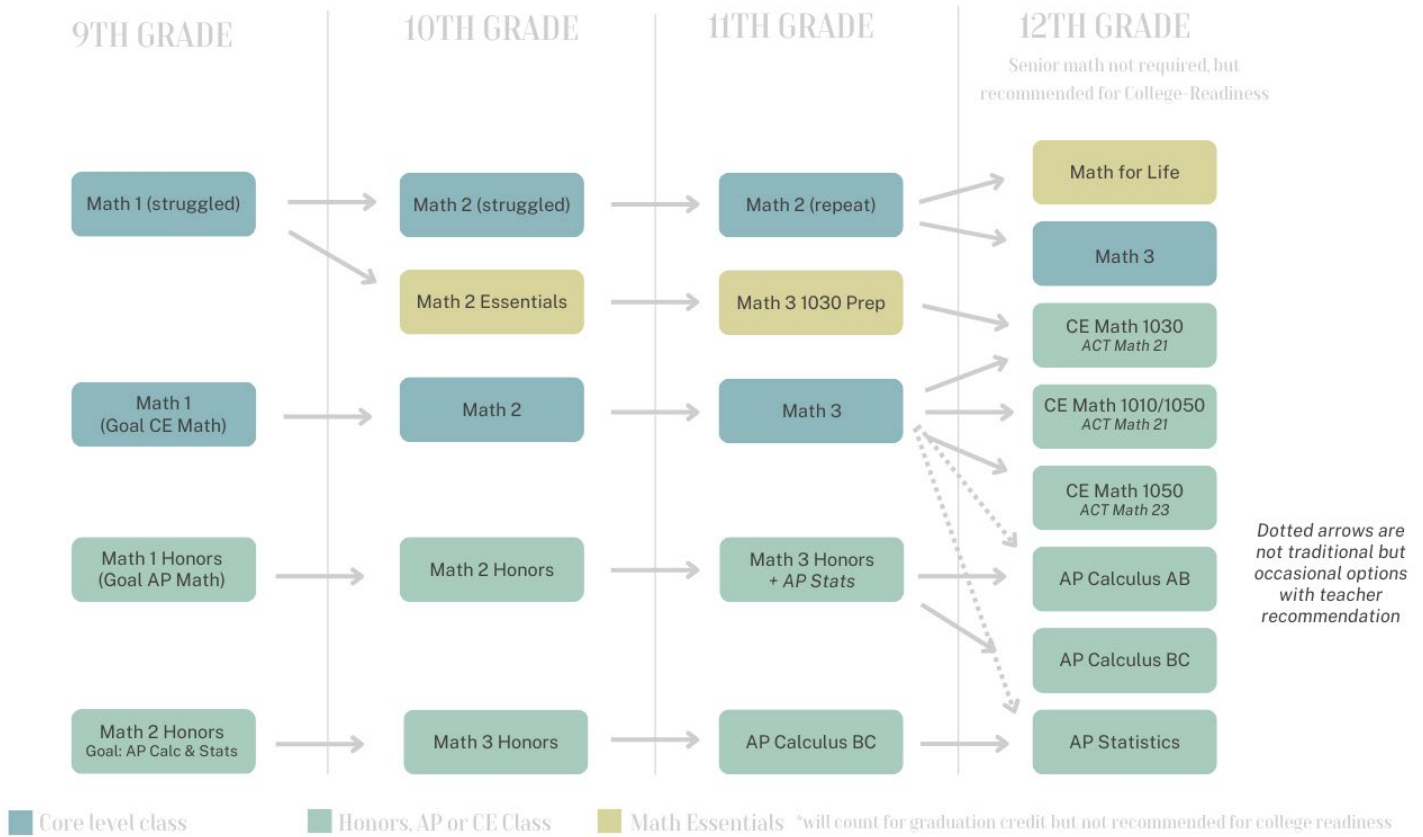 9TH GRADE
10TH GRADE
11TH GRADE
12TH GRADE
Senior math not required, but
recommended for College-Readiness
Math 1 (struggled)
Math 2 (struggled)
Math 2 (repeat)
Math for Life
Math 3
Math 2 Essentials
Math 3 1030 Prep
CE Math 1030
ACT Math 21
Math 1
(Goal CE Math)
Math 2
Math 3
CE Math 1010/1050
ACT Math 21
CE Math 1050
ACT Math 23
Math 1 Honors
(Goal AP Math)
Math 2 Honors
Math 3 Honors
+ AP Stats
AP Calculus AB
AP Calculus BC
Dotted arrows are
not traditional but
occasional options
with teacher
recommendation
Math 2 Honors
Goal: AP Calc & Stats
Math 3 Honors
AP Calculus BC
AP Statistics
Core level class
Honors, AP or CE Class
Math Essentials *will count for graduation credit but not recommended for college readiness